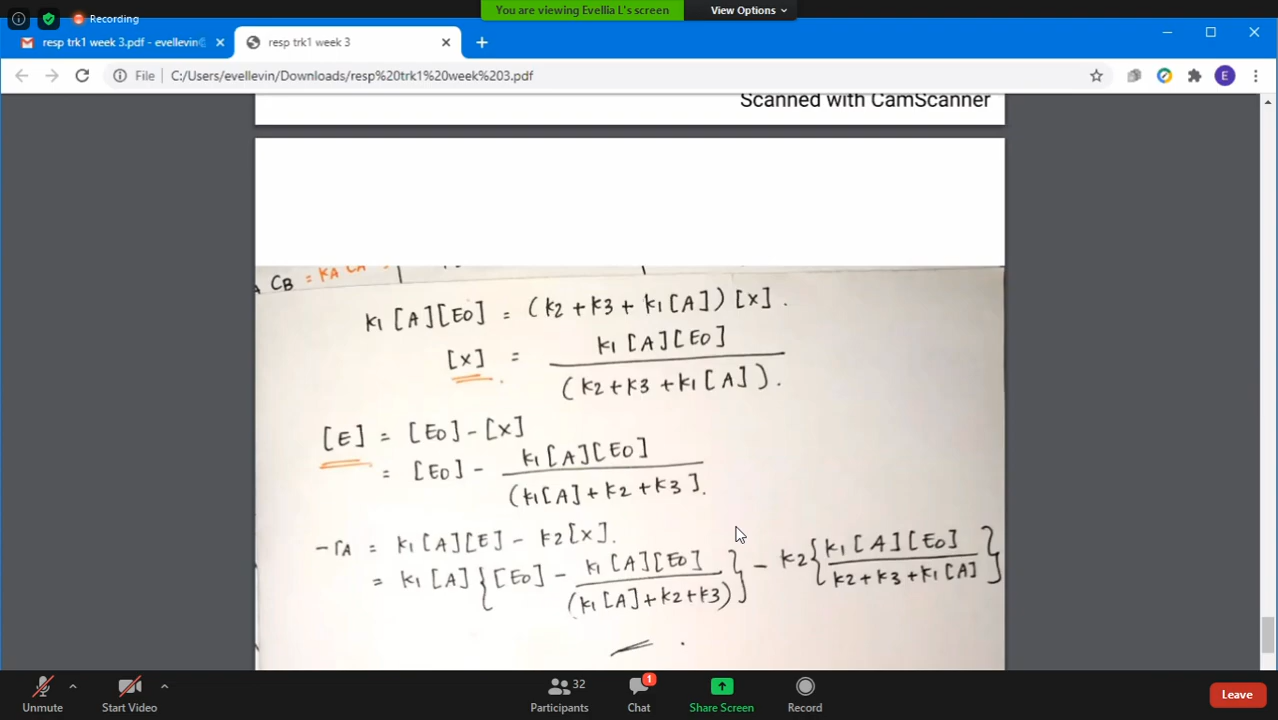 Recording
You are viewing Evellia L's screen
View Options
resp trk1 week 3.pdf - evellevin@
resp trk1 week 3
File C:/Users/evellevin/Downloads/resp%20trk1%20week%203.pdf
E
Scanned with CamScanner
CB = KA CA
k1 [A][E0] = (k2 + k3 + k1 [A]) [X].
[X] = k1 [A][E0] / (k2 + k3 + k1 [A]).
[E] = [E0] - [X]
= [E0] - k1 [A][E0] / (k1 [A] + k2 + k3].
-rA = k1 [A][E] - k2 [X].
= k1 [A] { [E0] - k1 [A][E0] / (k1 [A] + k2 + k3) } - k2 { k1 [A][E0] / k2 + k3 + k1 [A] }
Unmute
Start Video
32
Participants
1
Chat
Share Screen
Record
Leave